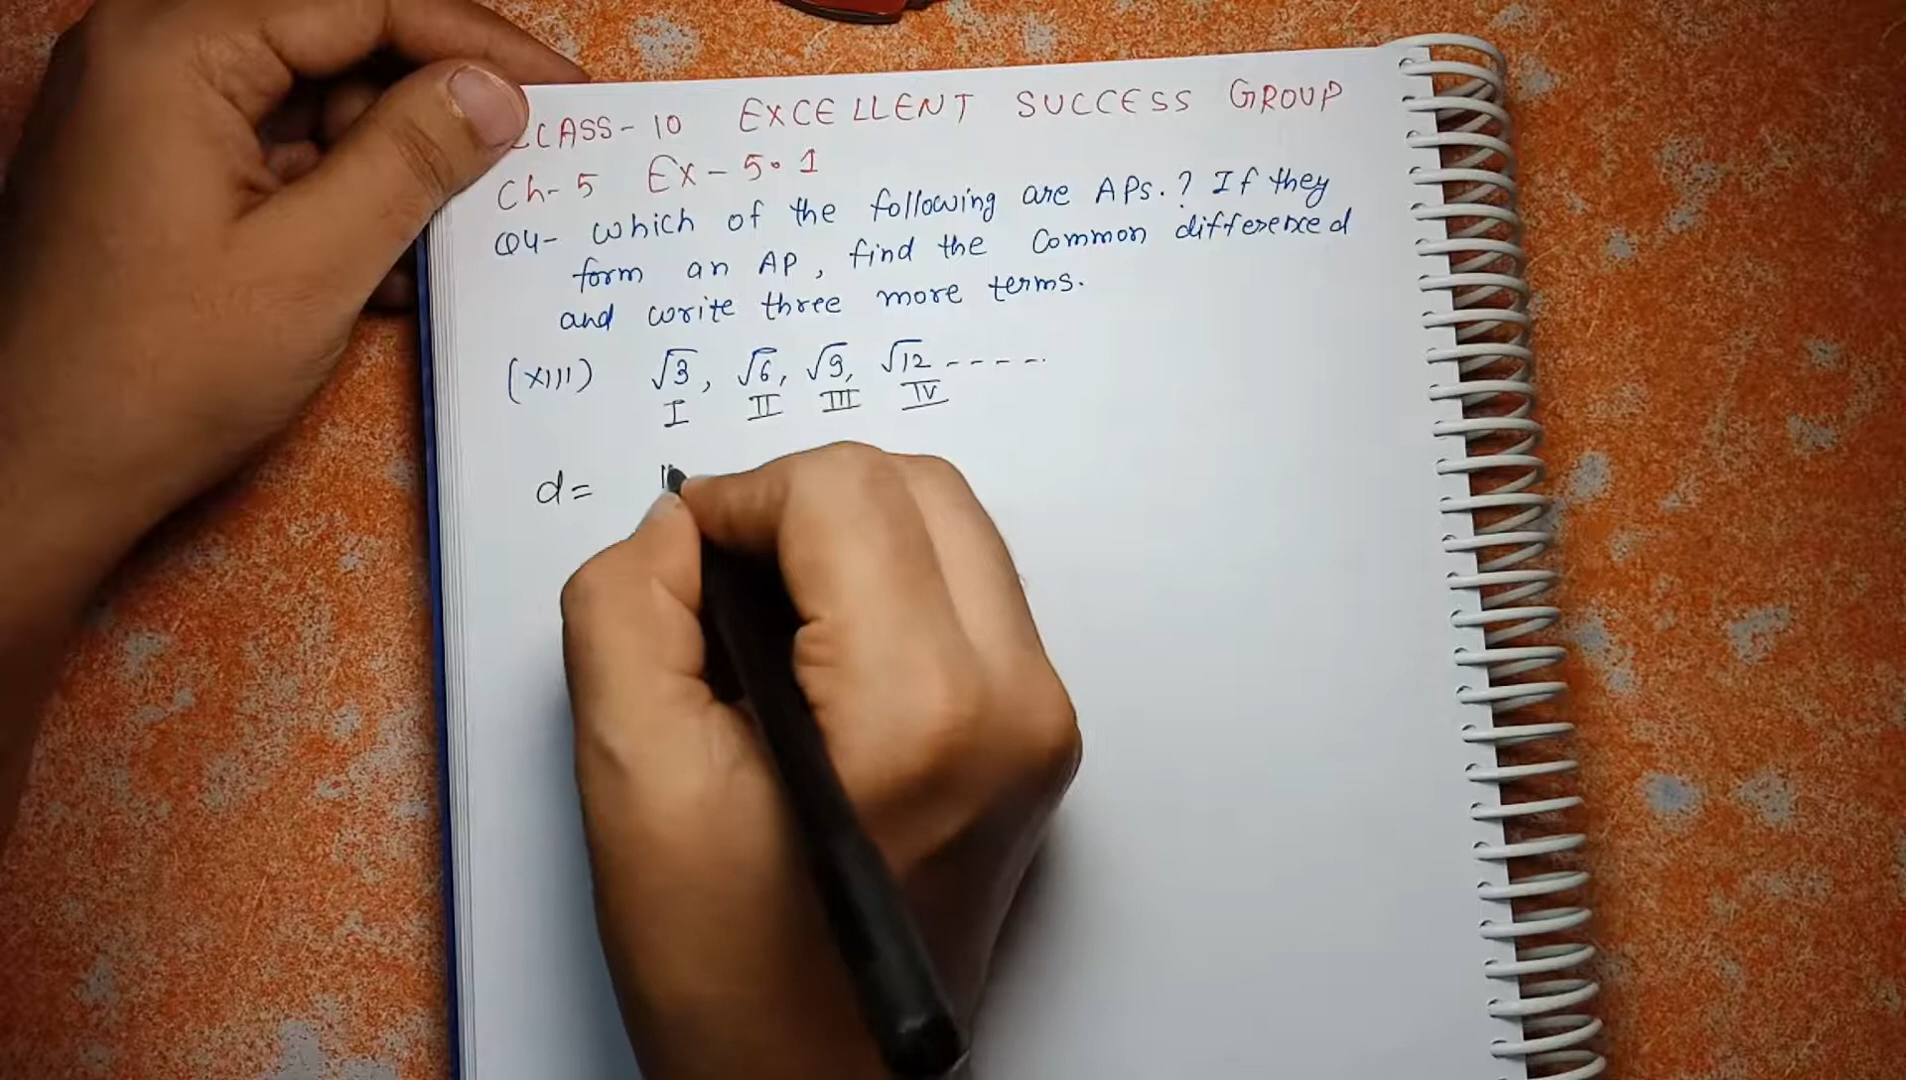 CLASS-10 EXCELLENT SUCCESS GROUP
Ch-5 Ex-5.1
Q4- which of the following are APs.? If they
form an AP, find the common difference d
and write three more terms.
(XIII) √3, √6, √9, √12 -----
I II III IV
d=